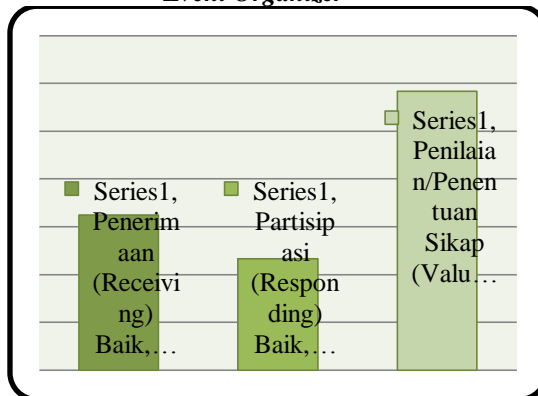 Event Organizer
Series1,
Penerim
aan
(Receivi
ng)
Baik,…
Series1,
Partisip
asi
(Respon
ding)
Baik,…
Series1,
Penilaia
n/Penen
tuan
Sikap
(Valu…